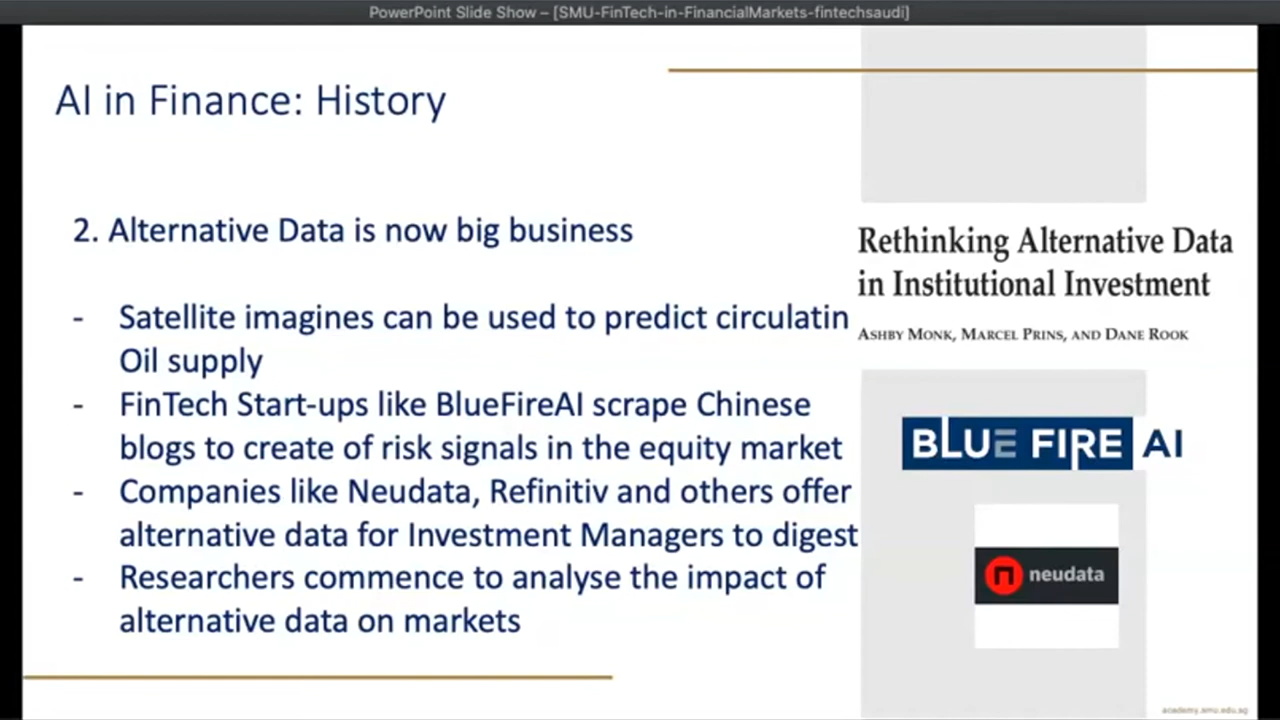 PowerPoint Slide Show – [SMU-FinTech-in-FinancialMarkets-fintechsaudi]
AI in Finance: History
2. Alternative Data is now big business
- Satellite imagines can be used to predict circulatin
Oil supply
- FinTech Start-ups like BlueFireAI scrape Chinese
blogs to create of risk signals in the equity market
- Companies like Neudata, Refinitiv and others offer
alternative data for Investment Managers to digest
- Researchers commence to analyse the impact of
alternative data on markets
Rethinking Alternative Data
in Institutional Investment
ASHBY MONK, MARCEL PRINS, AND DANE ROOK
BLUE FIRE AI
neudata
academy.smu.edu.sg